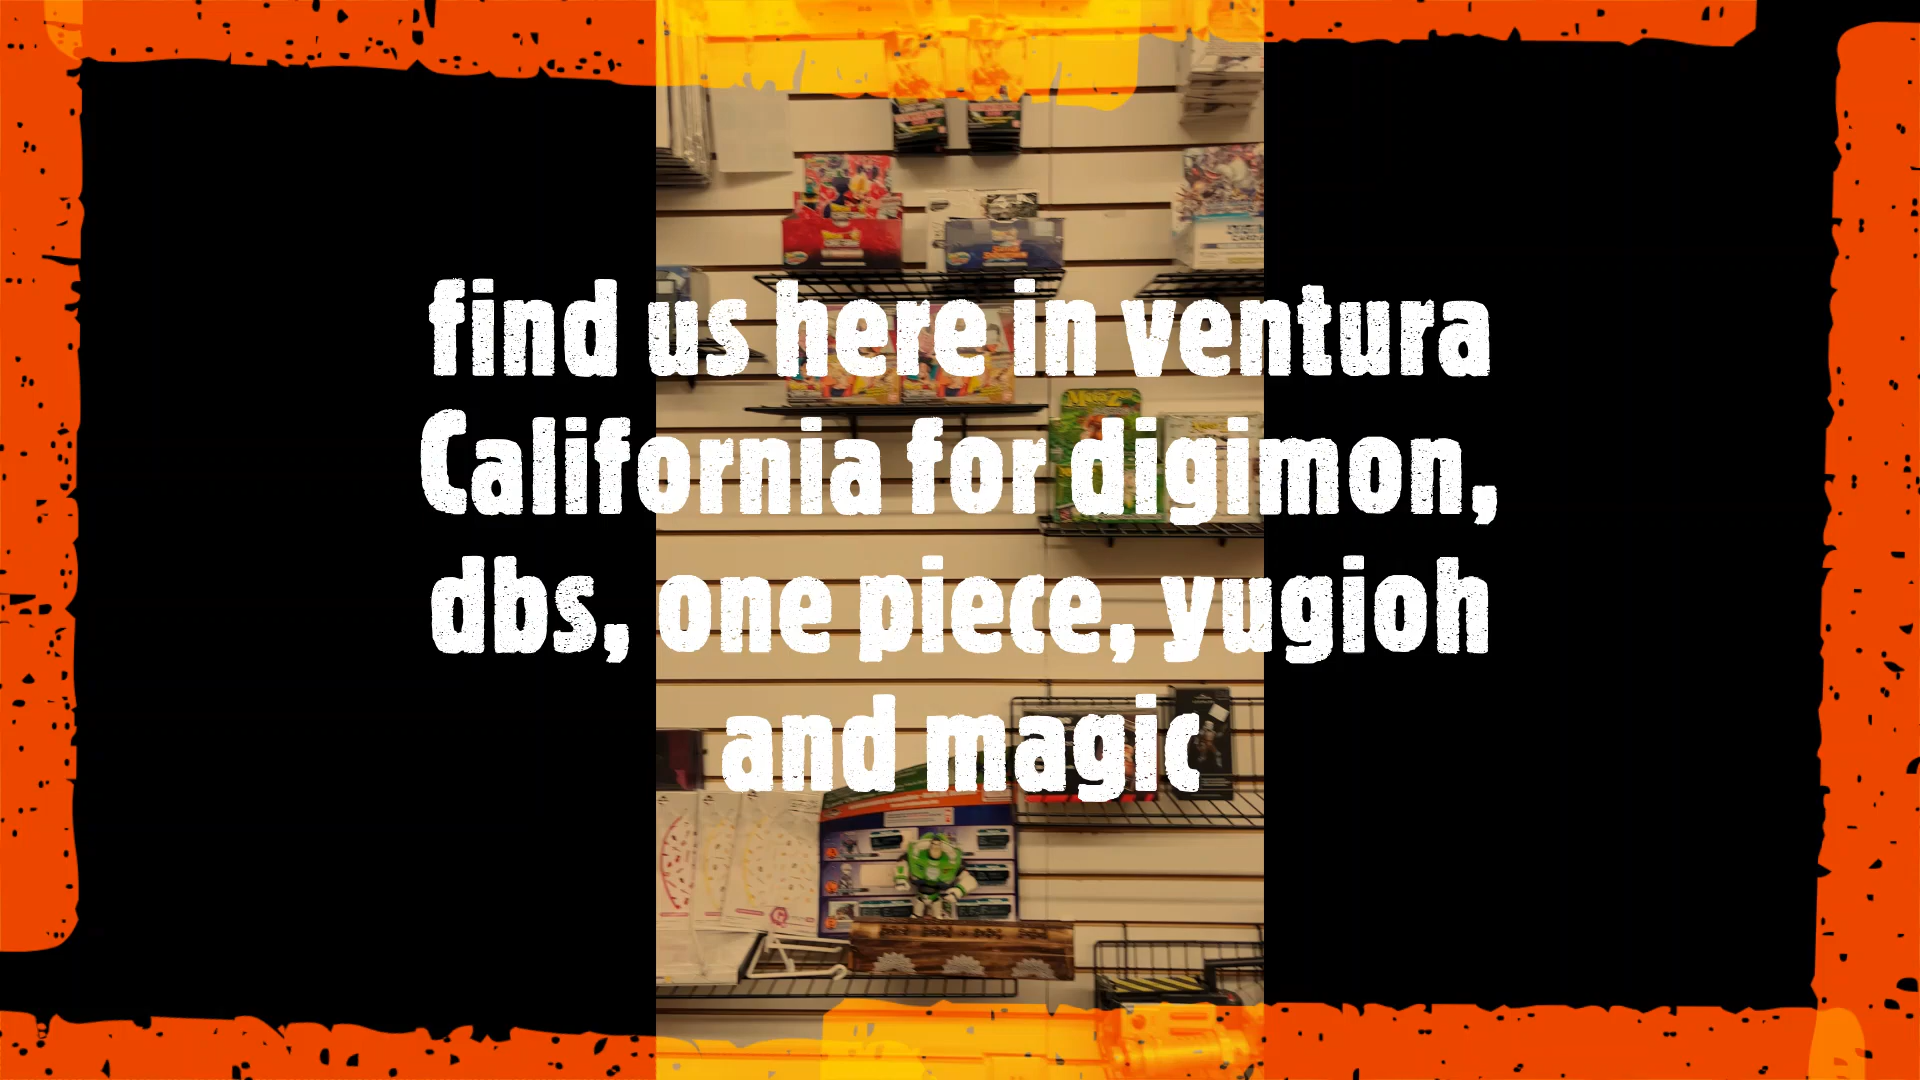 find us here in ventura
California for digimon,
dbs, one piece, yugioh
and magic